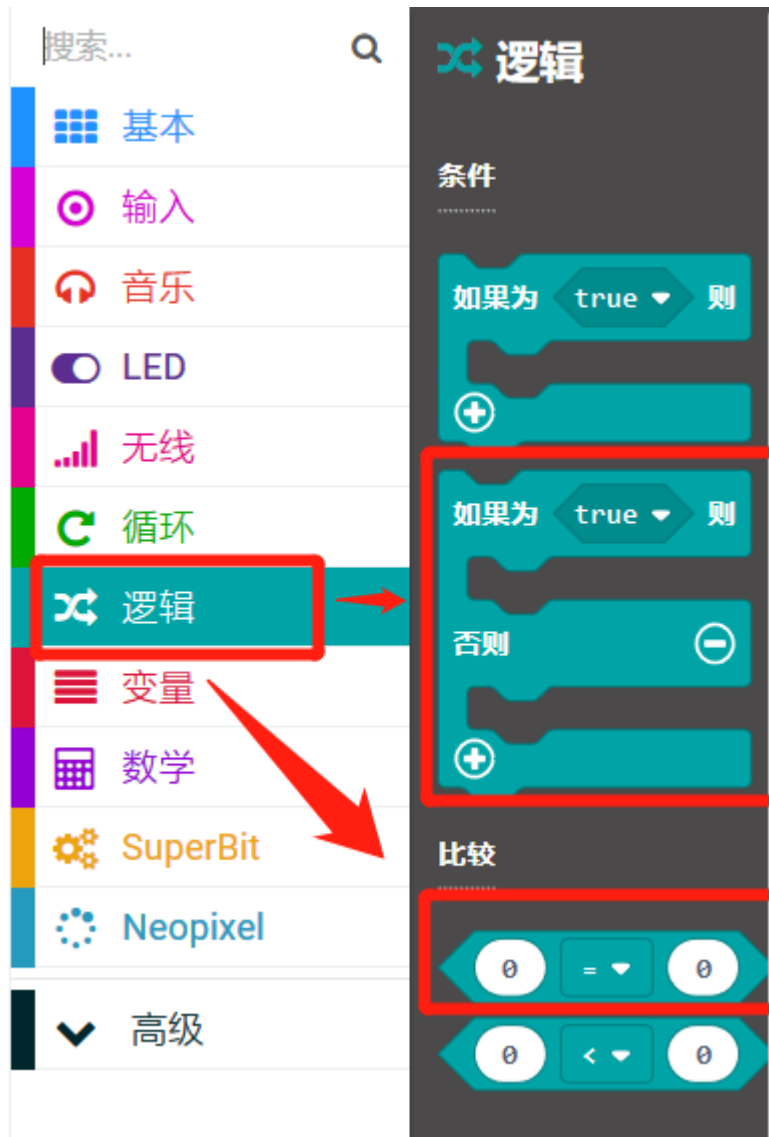 搜索...
基本
输入
音乐
LED
无线
循环
逻辑
变量
数学
SuperBit
Neopixel
高级
逻辑
条件
如果为 true 则
如果为 true 则
否则
比较
0 = 0
0 < 0